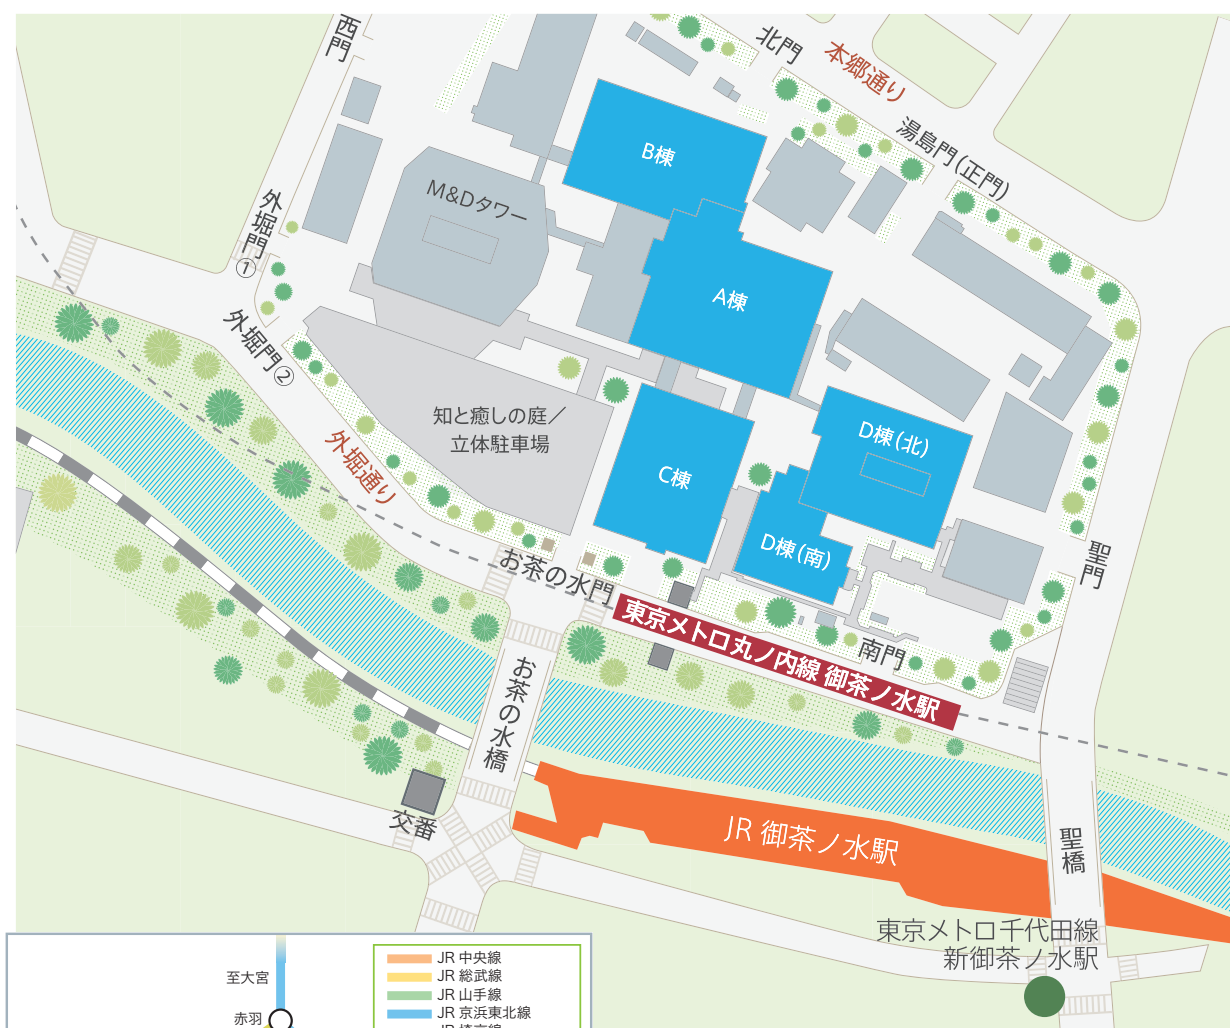 西門
北門
本郷通り
湯島門（正門）
B棟
M&Dタワー
外堀門①
A棟
外堀門②
知と癒しの庭／
立体駐車場
外堀通り
C棟
D棟（北）
D棟（南）
聖門
お茶の水門
東京メトロ丸ノ内線 御茶ノ水駅
南門
お茶の水橋
交番
JR 御茶ノ水駅
聖橋
東京メトロ千代田線
新御茶ノ水駅
至大宮
赤羽
JR 中央線
JR 総武線
JR 山手線
JR 京浜東北線